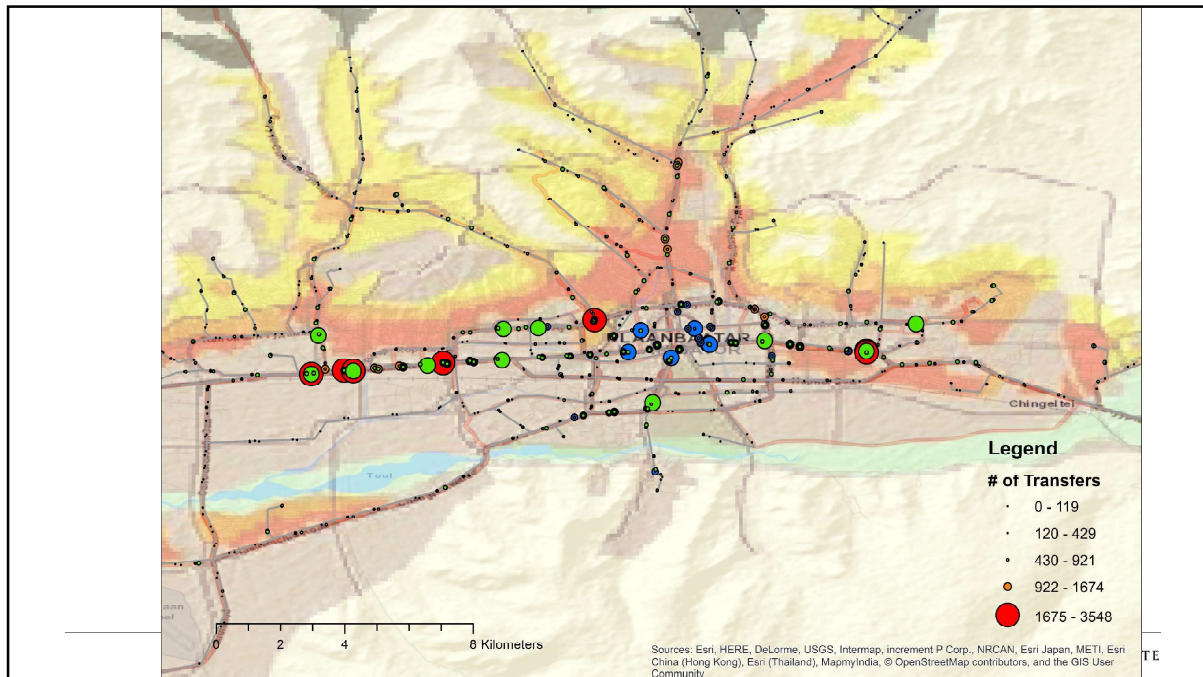 Chingeltei
Tuul
Legend
# of Transfers
0 - 119
120 - 429
430 - 921
922 - 1674
1675 - 3548
0 2 4 8 Kilometers
Sources: Esri, HERE, DeLorme, USGS, Intermap, increment P Corp., NRCAN, Esri Japan, METI, Esri
China (Hong Kong), Esri (Thailand), MapmyIndia, © OpenStreetMap contributors, and the GIS User
Community
TE